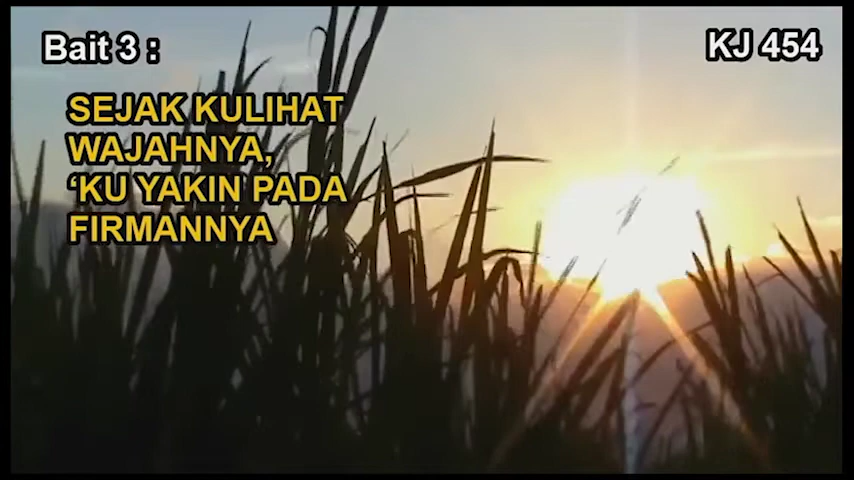 Bait 3 :
KJ 454
SEJAK KULIHAT
WAJAHNYA,
‘KU YAKIN PADA
FIRMANNYA